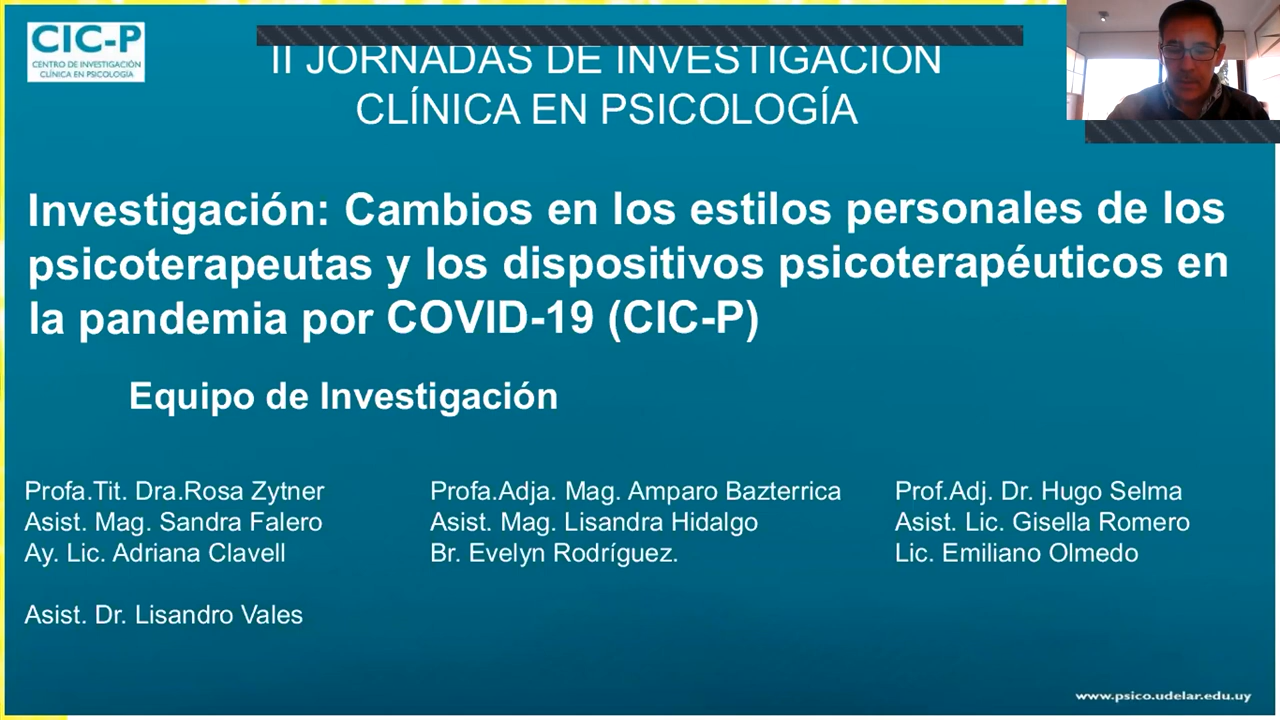 CIC-P
CENTRO DE INVESTIGACIÓN
CLÍNICA EN PSICOLOGÍA
II JORNADAS DE INVESTIGACIÓN
CLÍNICA EN PSICOLOGÍA
Investigación: Cambios en los estilos personales de los
psicoterapeutas y los dispositivos psicoterapéuticos en
la pandemia por COVID-19 (CIC-P)
Equipo de Investigación
Profa.Tit. Dra.Rosa Zytner
Asist. Mag. Sandra Falero
Ay. Lic. Adriana Clavell
Asist. Dr. Lisandro Vales
Profa.Adja. Mag. Amparo Bazterrica
Asist. Mag. Lisandra Hidalgo
Br. Evelyn Rodríguez.
Prof.Adj. Dr. Hugo Selma
Asist. Lic. Gisella Romero
Lic. Emiliano Olmedo
www.psico.udelar.edu.uy